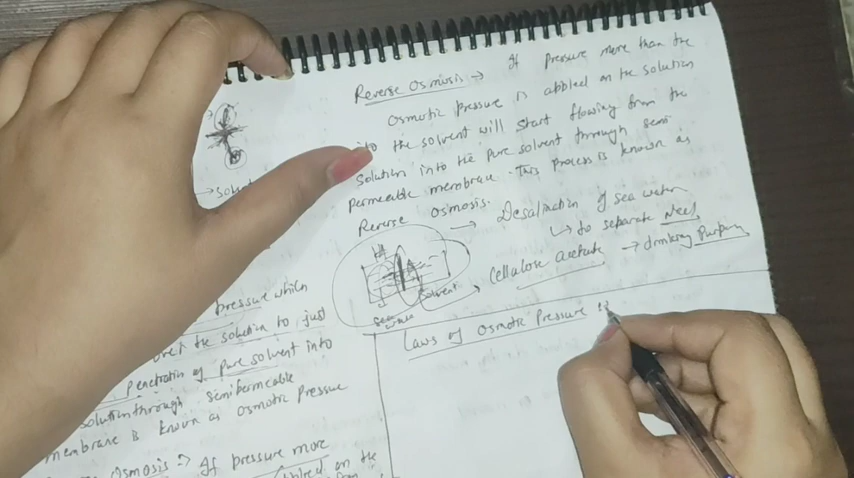 Reverse Osmosis → If pressure more than the
Osmotic Pressure is applied on the solution
the solvent will start flowing from the
solution into the pure solvent through semi
permeable membrane. This process is known as
Reverse Osmosis.
→ Desalination of sea water
↳ to separate
Cellulose acetate → drinking
Solvent
Laws of Osmotic Pressure
pressure which
over the solution to just
penetration of pure solvent into
solution through semipermeable
membrane is known as Osmotic Pressure
Osmosis → If pressure more
applied on the